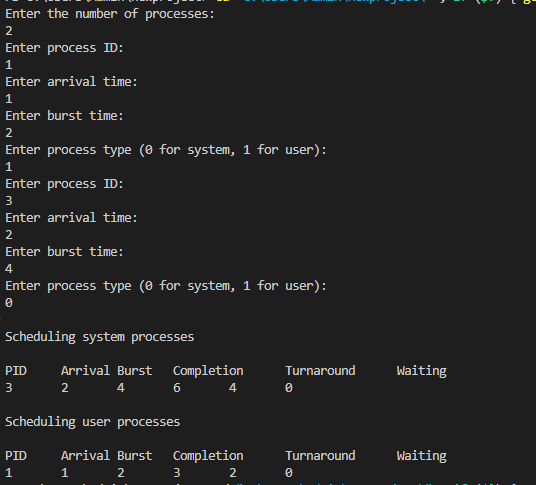 Enter the number of processes:
2
Enter process ID:
1
Enter arrival time:
1
Enter burst time:
2
Enter process type (0 for system, 1 for user):
1
Enter process ID:
3
Enter arrival time:
2
Enter burst time:
4
Enter process type (0 for system, 1 for user):
0
Scheduling system processes
PID Arrival Burst Completion Turnaround Waiting
3 2 4 6 4 0
Scheduling user processes
PID Arrival Burst Completion Turnaround Waiting
1 1 2 3 2 0